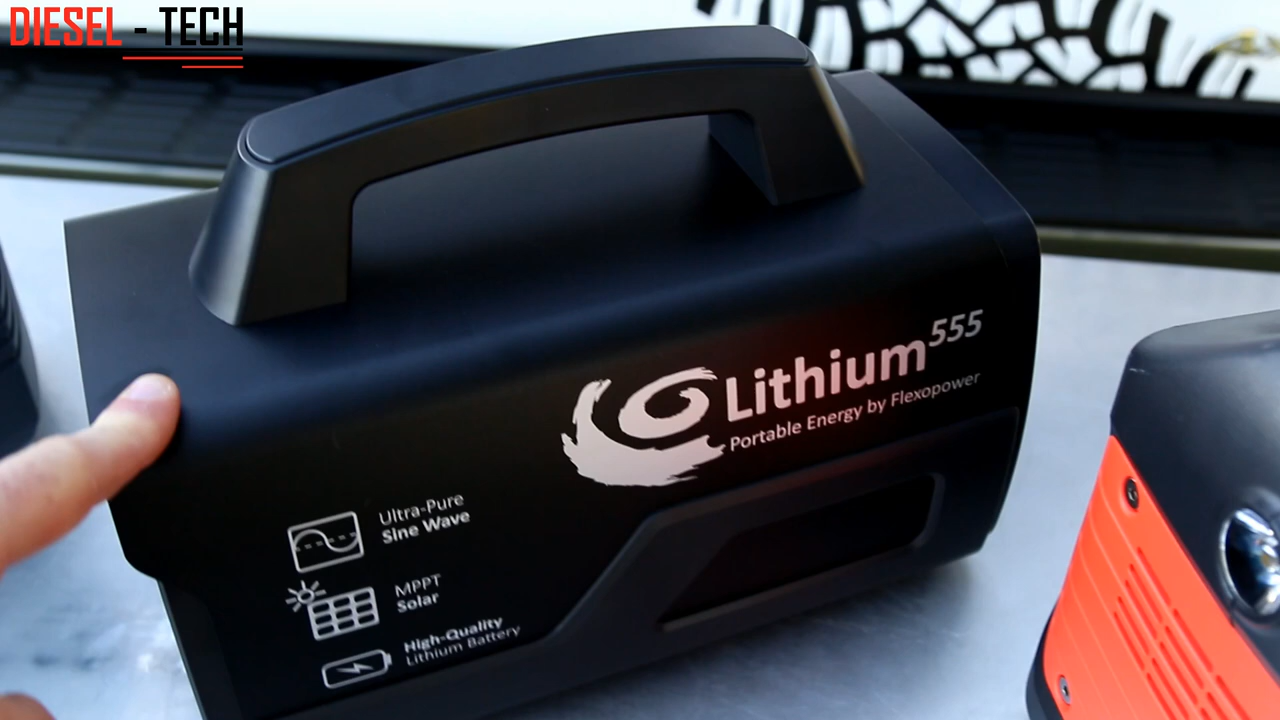 DIESEL - TECH
Lithium555
Portable Energy by Flexopower
Ultra-Pure
Sine Wave
MPPT
Solar
High-Quality
Lithium Battery